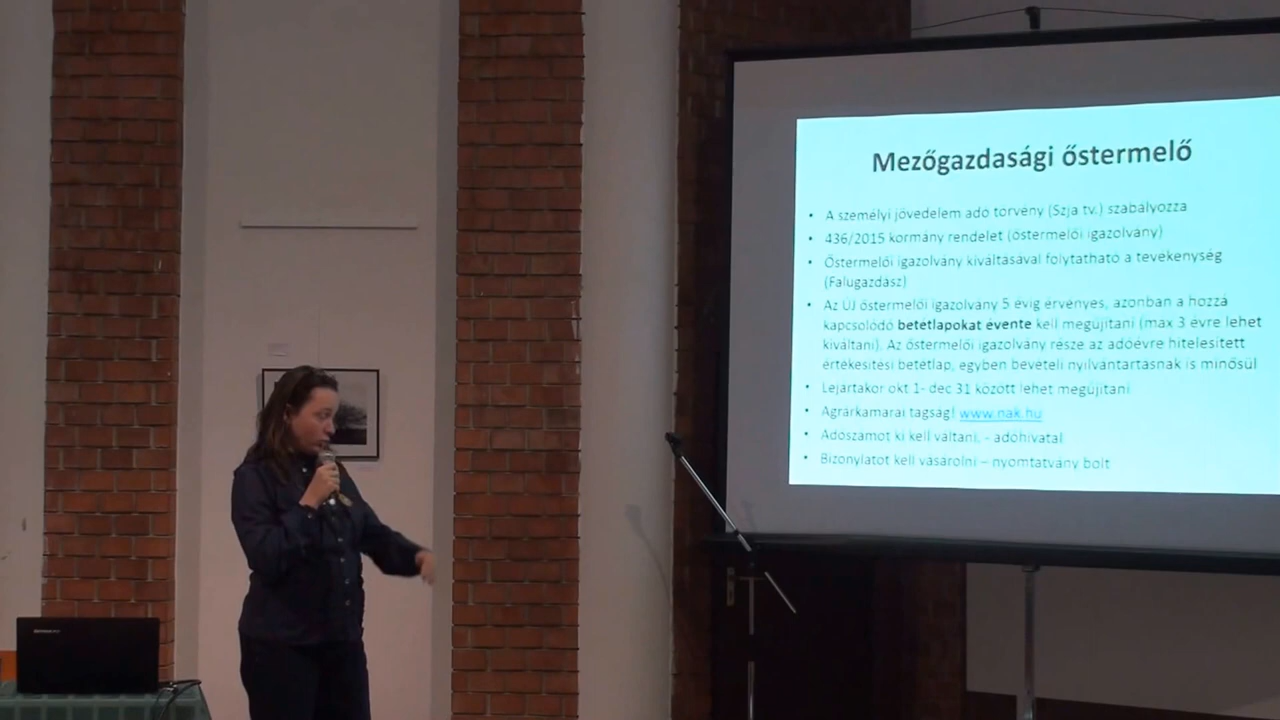 Mezőgazdasági őstermelő
• A személyi jövedelem adó törvény (Szja tv.) szabályozza
• 436/2015 kormány rendelet (őstermelői igazolvány)
• Őstermelői igazolvány kiváltásával folytatható a tevékenység
(Falugazdász)
• Az ÚJ őstermelői igazolvány 5 évig érvényes, azonban a hozzá
kapcsolódó betétlapokat évente kell megújítani (max 3 évre lehet
kiváltani). Az őstermelői igazolvány része az adóévre hitelesített
értékesítési betétlap, egyben bevételi nyilvántartásnak is minősül
• Lejártakor okt 1- dec 31 között lehet megújítani
• Agrárkamarai tagság! www.nak.hu
• Adószámot ki kell váltani. - adóhivatal
• Bizonylatot kell vásárolni – nyomtatvány bolt